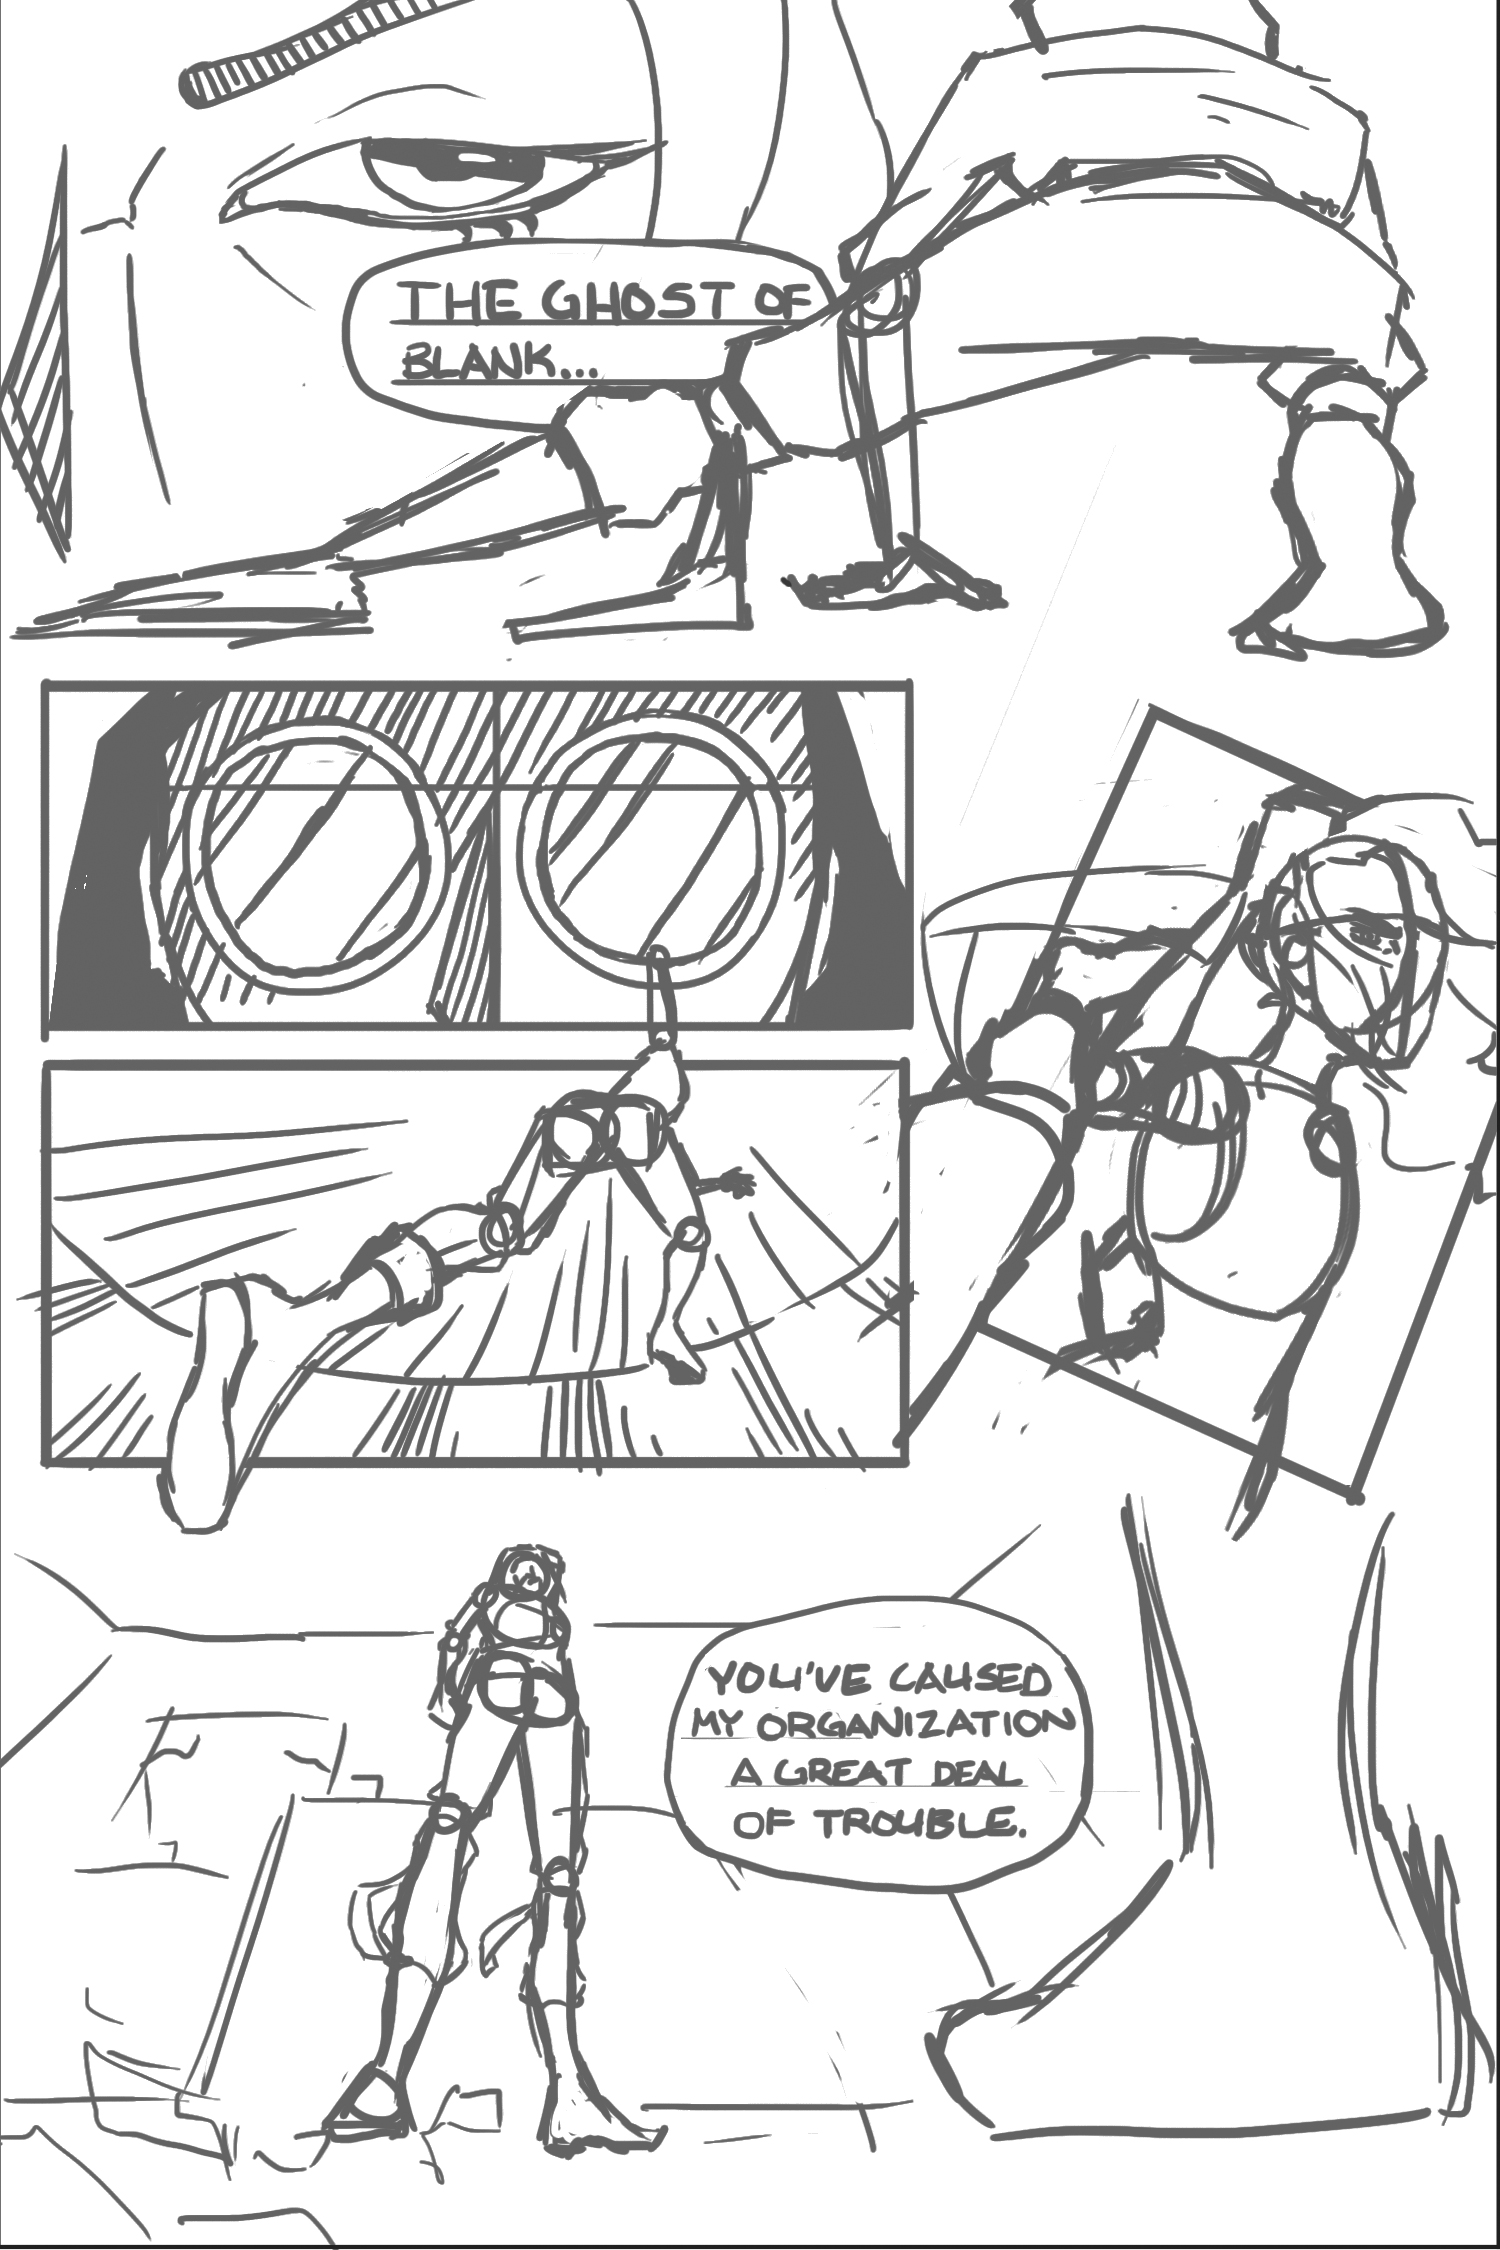 THE GHOST OF
BLANK...
YOU'VE CAUSED
MY ORGANIZATION
A GREAT DEAL
OF TROUBLE.